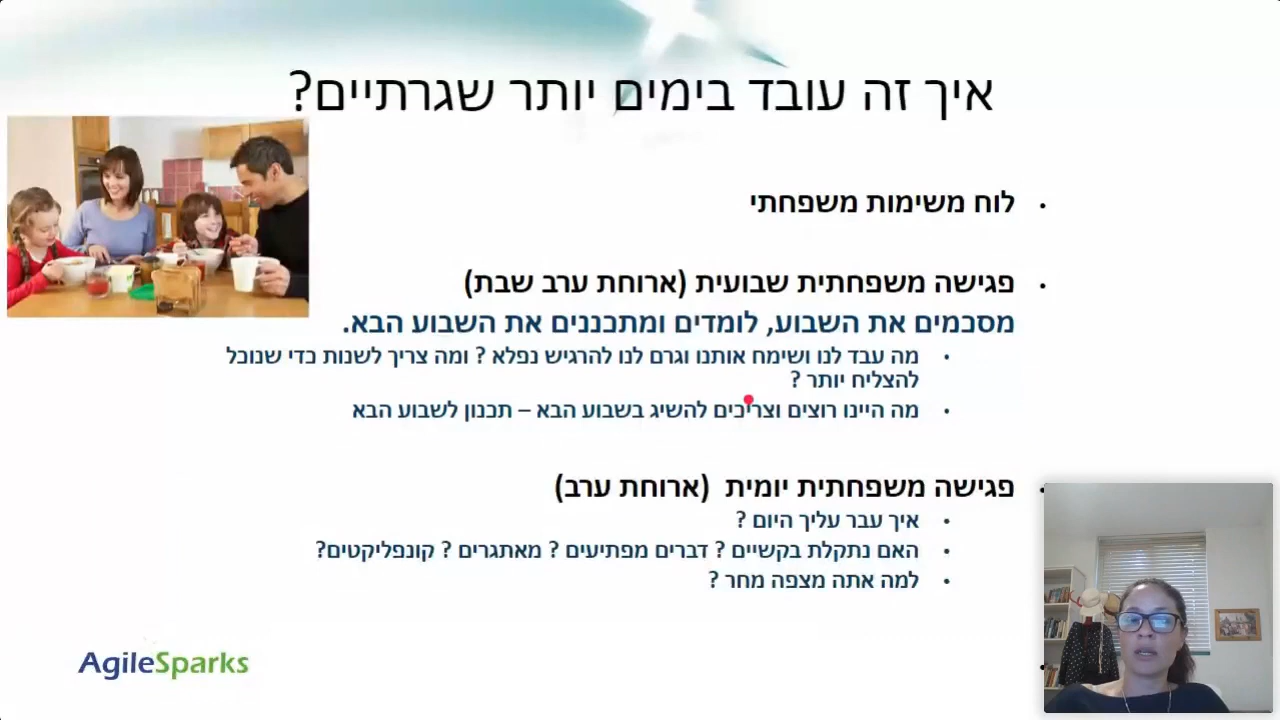 איך זה עובד בימים יותר שגרתיים?
• לוח משימות משפחתי
• פגישה משפחתית שבועית (ארוחת ערב שבת)
מסכמים את השבוע, לומדים ומתכננים את השבוע הבא.
• מה עבד לנו ושימח אותנו וגרם לנו להרגיש נפלא ? ומה צריך לשנות כדי שנוכל
להצליח יותר ?
• מה היינו רוצים וצריכים להשיג בשבוע הבא – תכנון לשבוע הבא
• פגישה משפחתית יומית (ארוחת ערב)
• איך עבר עליך היום ?
• האם נתקלת בקשיים ? דברים מפתיעים ? מאתגרים ? קונפליקטים?
• למה אתה מצפה מחר ?
AgileSparks